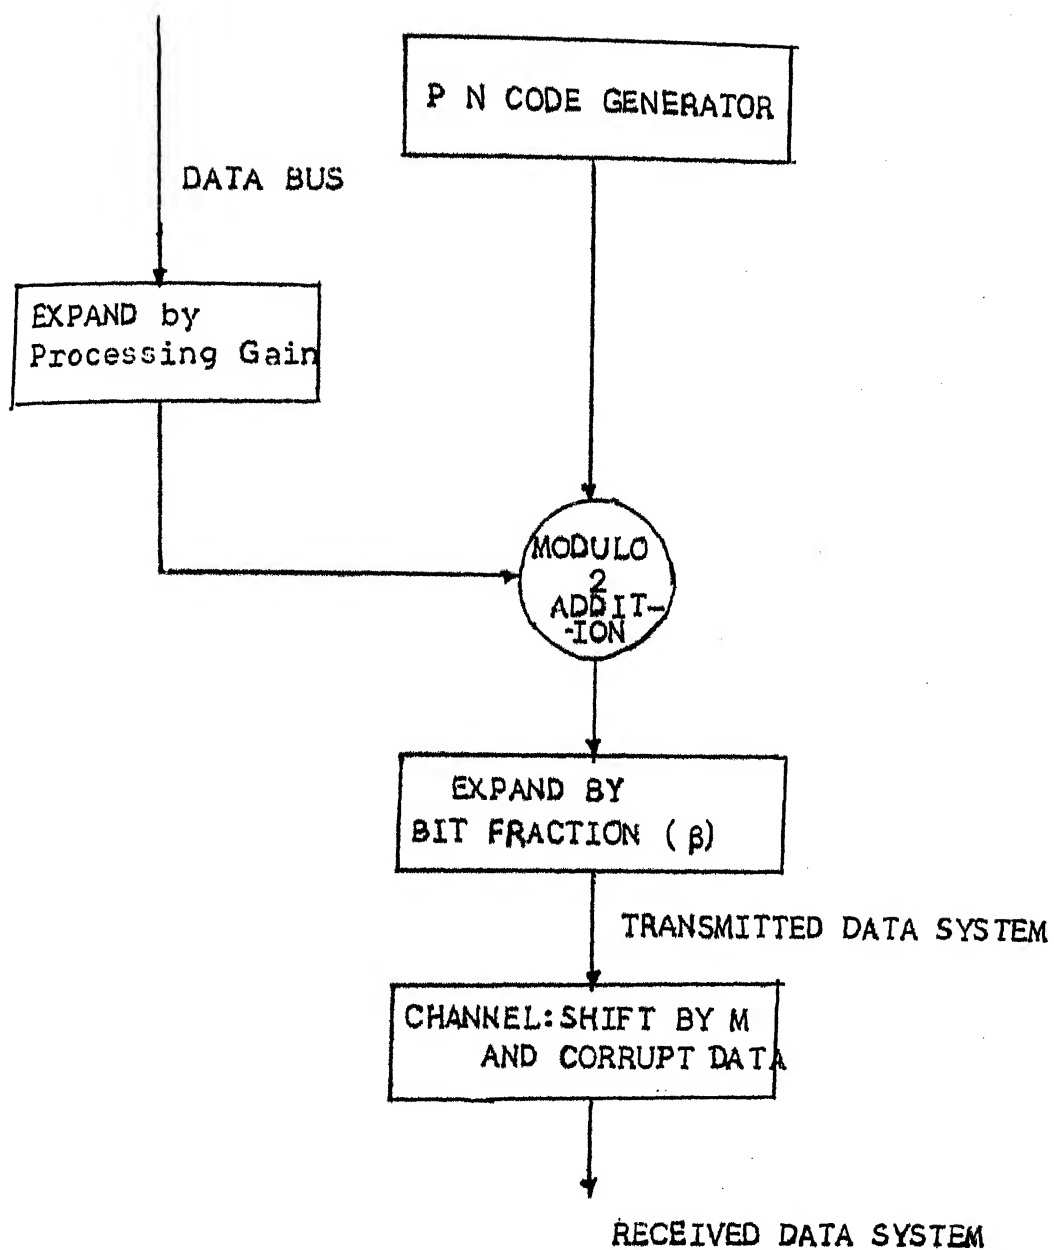 P N CODE GENERATOR
DATA BUS
EXPAND by
Processing Gain
MODULO
2
ADDIT-
-ION
EXPAND BY
BIT FRACTION (β)
TRANSMITTED DATA SYSTEM
CHANNEL:SHIFT BY M
AND CORRUPT DATA
RECEIVED DATA SYSTEM